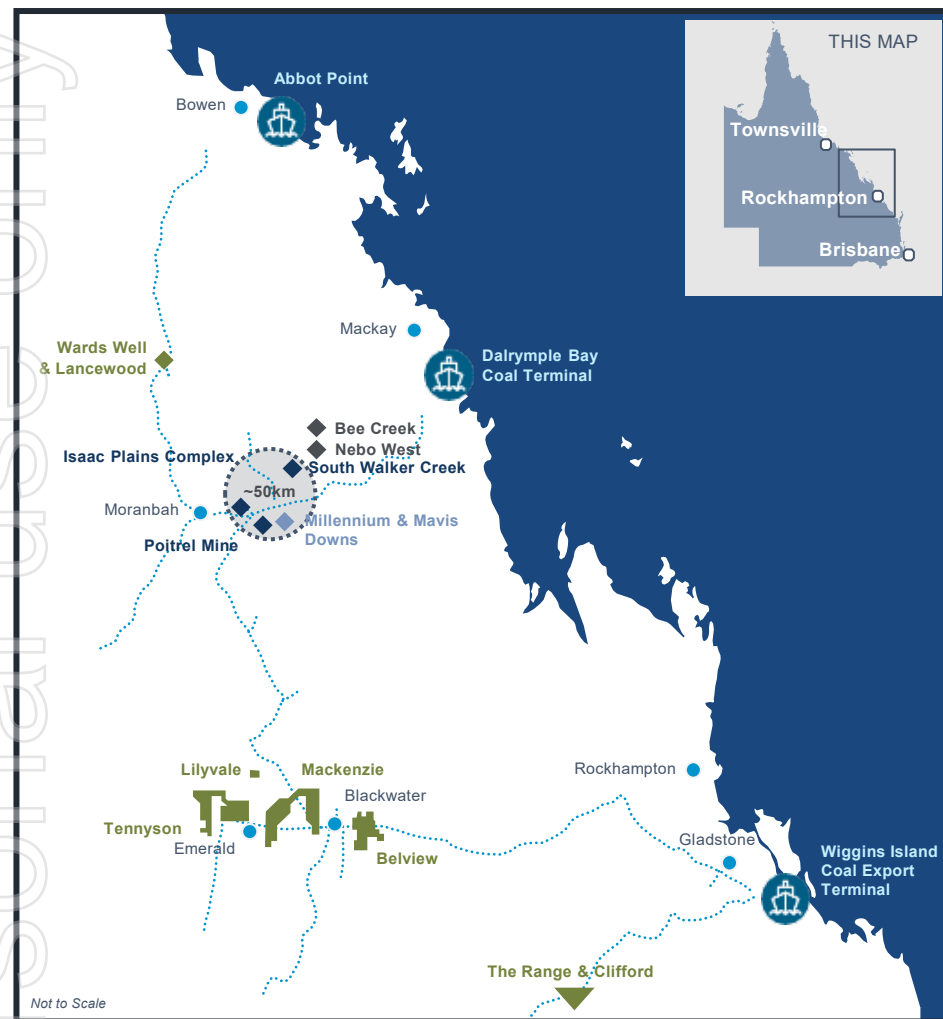 THIS MAP
Abbot Point
Bowen
Townsville
Rockhampton
Brisbane
Mackay
Wards Well
& Lancewood
Dalrymple Bay
Coal Terminal
Bee Creek
Nebo West
Isaac Plains Complex
South Walker Creek
~50km
Moranbah
Millennium & Mavis
Downs
Poitrel Mine
Lilyvale
Mackenzie
Rockhampton
Blackwater
Tennyson
Emerald
Gladstone
Belview
Wiggins Island
Coal Export
Terminal
The Range & Clifford
Not to Scale